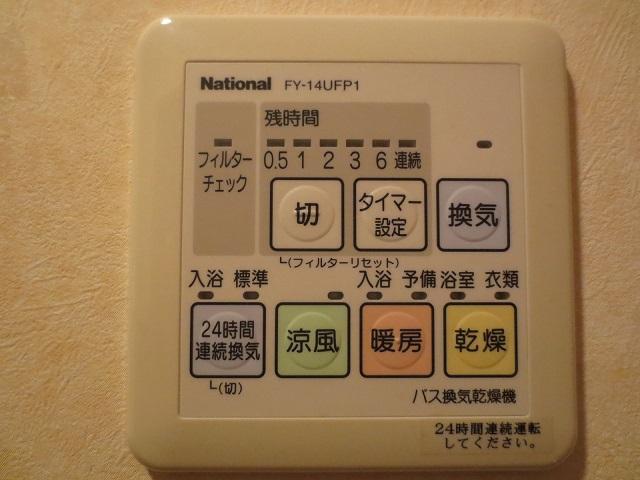 National FY-14UFP1
残時間
フィルター
チェック
0.5 1 2 3 6 連続
切
タイマー
設定
換気
└(フィルターリセット)
入浴 標準
入浴 予備
浴室 衣類
24時間
連続換気
涼風
暖房
乾燥
└(切)
バス換気乾燥機
24時間連続運転
してください。